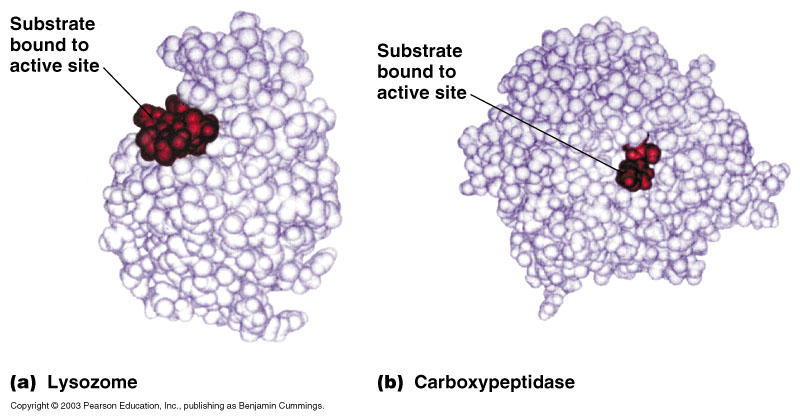 Substrate
bound to
active site
Substrate
bound to
active site
(a) Lysozome
(b) Carboxypeptidase
Copyright © 2003 Pearson Education, Inc., publishing as Benjamin Cummings.